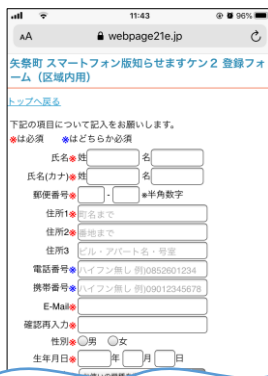 11:43
96%
AA
webpage21e.jp
矢祭町 スマートフォン版知らせますケン2 登録フォ
ーム（区域内用）
トップへ戻る
下記の項目について記入をお願いします。
※は必須 ※はどちらか必須
氏名※ 姓 名
氏名(カナ)※ 姓 名
郵便番号※ - ※半角数字
住所1※ 町名まで
住所2※ 番地まで
住所3 ビル・アパート名・号室
電話番号※ ハイフン無し 例)0852601234
携帯番号※ ハイフン無し 例)09012345678
E-Mail※
確認再入力※
性別※ 男 女
生年月日※ 年 月 日